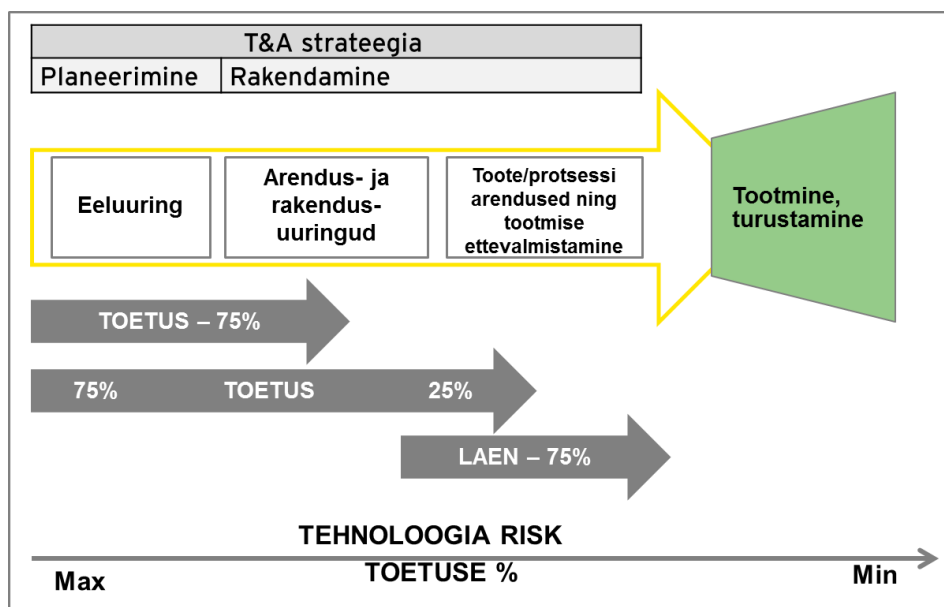 T&A strateegia
Planeerimine
Rakendamine
Eeluuring
Arendus- ja
rakendus-
uuringud
Toote/protsessi
arendused ning
tootmise
ettevalmistamine
Tootmine,
turustamine
TOETUS – 75%
75% TOETUS 25%
LAEN – 75%
TEHNOLOOGIA RISK
TOETUSE %
Max
Min